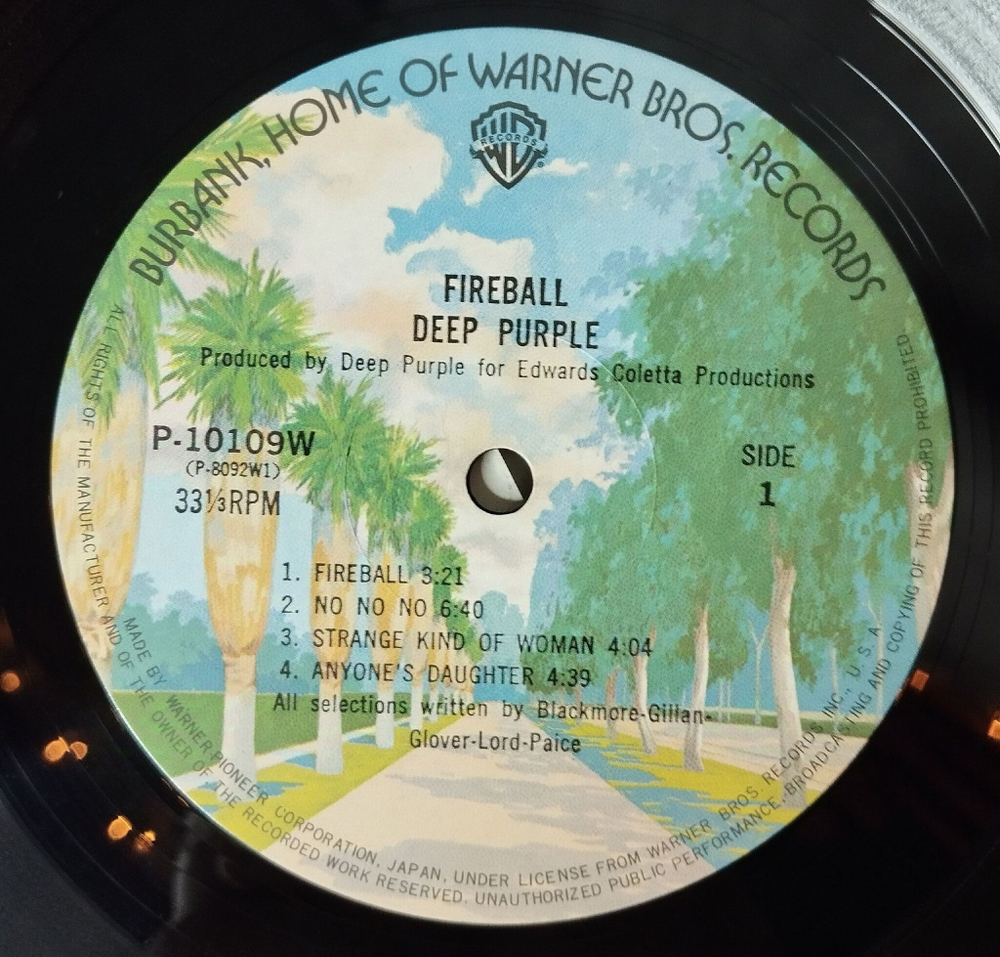 BURBANK, HOME OF WARNER BROS. RECORDS
W RECORDS ®
FIREBALL
DEEP PURPLE
Produced by Deep Purple for Edwards Coletta Productions
P-10109W
(P-8092W1)
33⅓RPM
SIDE
1
1. FIREBALL 3:21
2. NO NO NO 6:40
3. STRANGE KIND OF WOMAN 4:04
4. ANYONE'S DAUGHTER 4:39
All selections written by Blackmore-Gillan-
Glover-Lord-Paice
MADE BY WARNER-PIONEER CORPORATION, JAPAN, UNDER LICENSE FROM WARNER BROS. RECORDS, INC., U. S. A.
ALL RIGHTS OF THE MANUFACTURER AND OF THE OWNER OF THE RECORDED WORK RESERVED. UNAUTHORIZED PUBLIC PERFORMANCE, BROADCASTING AND COPYING OF THIS RECORD PROHIBITED